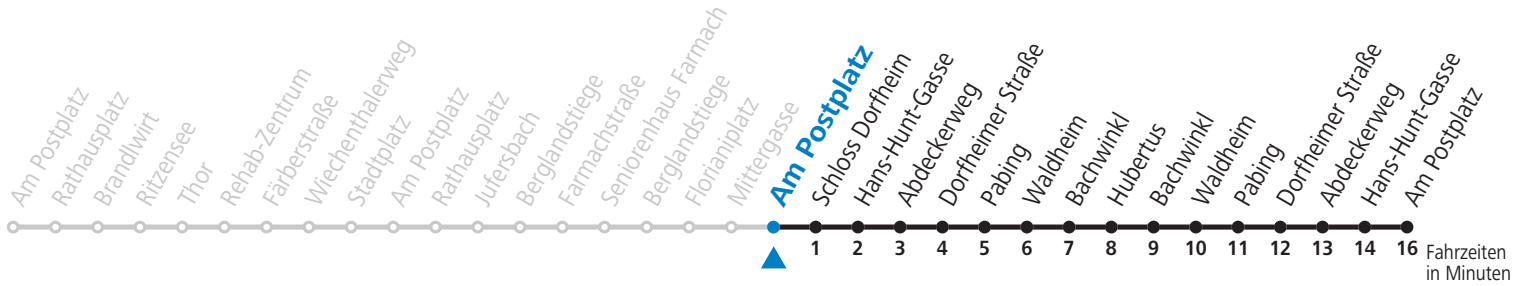 Am Postplatz
Rathausplatz
Brandlwirt
Ritzensee
Thor
Rehab-Zentrum
Färberstraße
Wiechenthalerweg
Stadtplatz
Am Postplatz
Rathausplatz
Jufersbach
Berglandstiege
Farmachstraße
Seniorenhaus Farmach
Berglandstiege
Florianiplatz
Mittergasse
Am Postplatz
Schloss Dorfheim
Hans-Hunt-Gasse
Abdeckerweg
Dorfheimer Straße
Pabing
Waldheim
Bachwinkl
Hubertus
Bachwinkl
Waldheim
Pabing
Dorfheimer Straße
Abdeckerweg
Hans-Hunt-Gasse
Am Postplatz
1 2 3 4 5 6 7 8 9 10 11 12 13 14 16
Fahrzeiten
in Minuten